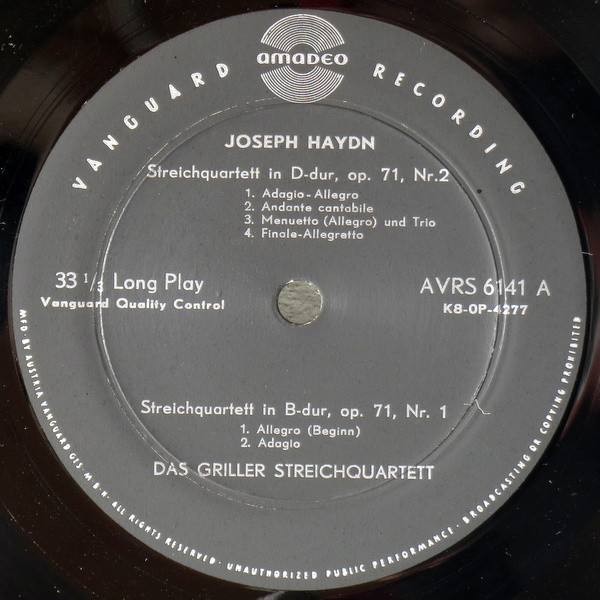 amadeo
VANGUARD RECORDING
JOSEPH HAYDN
Streichquartett in D-dur, op. 71, Nr.2
1. Adagio-Allegro
2. Andante cantabile
3. Menuetto (Allegro) und Trio
4. Finale-Allegretto
33 1/3 Long Play
Vanguard Quality Control
AVRS 6141 A
K8-OP-4277
Streichquartett in B-dur, op. 71, Nr. 1
1. Allegro (Beginn)
2. Adagio
DAS GRILLER STREICHQUARTETT
MFD·BY AUSTRIA VANGUARD GES·M·B·H· ALL RIGHTS RESERVED· UNAUTHORIZED PUBLIC PERFORMANCE· BROADCASTING OR COPYING PROHIBITED